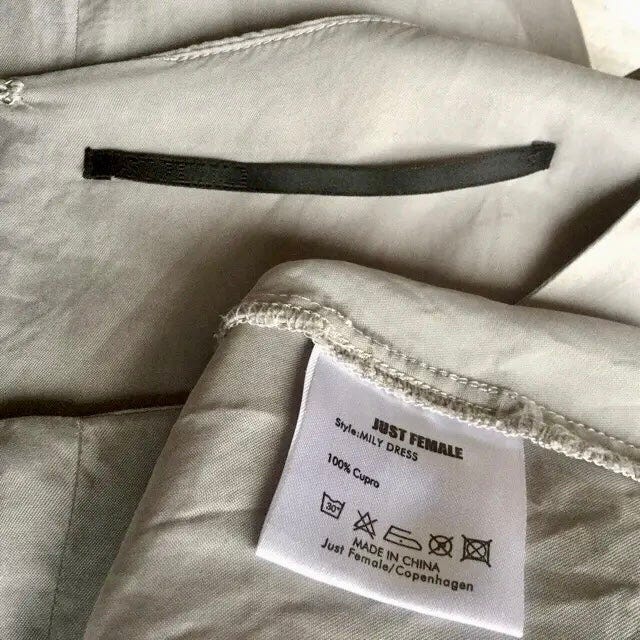 JUST FEMALE
Style:MILY DRESS
100% Cupro
30°
MADE IN CHINA
Just Female/Copenhagen